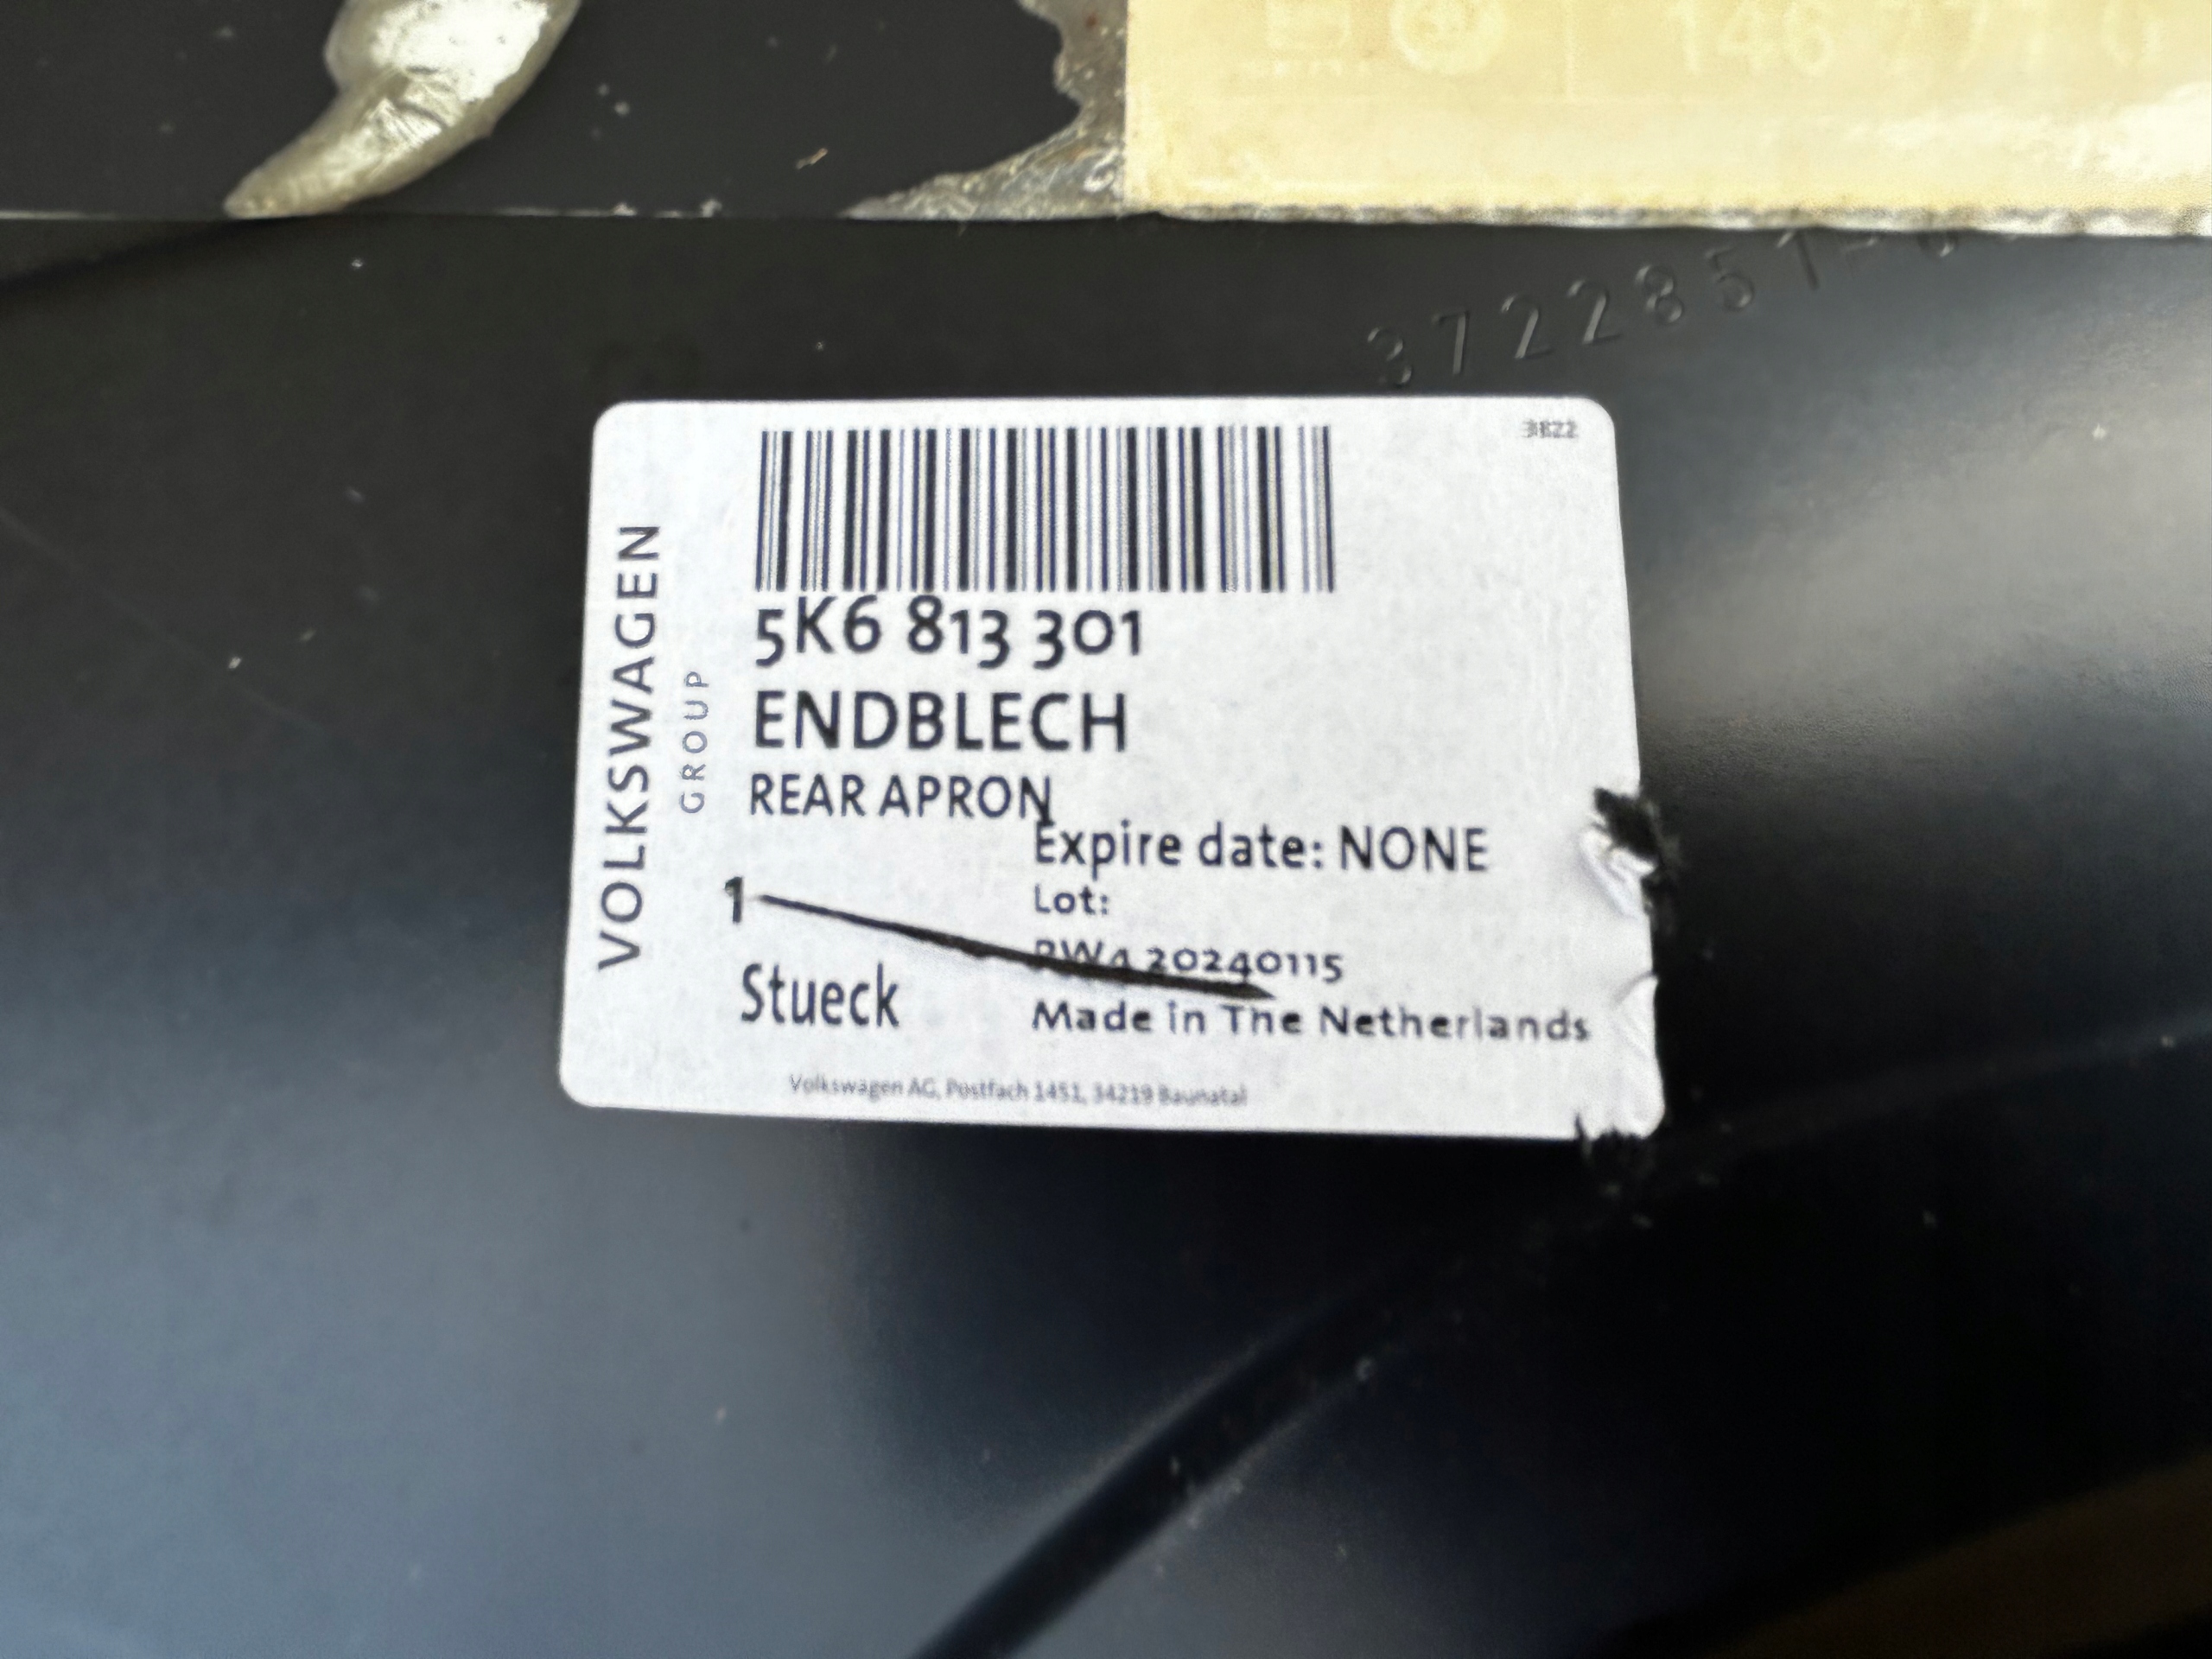 146
3722851-
3822
VOLKSWAGEN
GROUP
5K6 813 301
ENDBLECH
REAR APRON
Expire date: NONE
1
Lot:
20240115
Stueck
Made in The Netherlands
Volkswagen AG, Postfach 1451, 34219 Baunatal